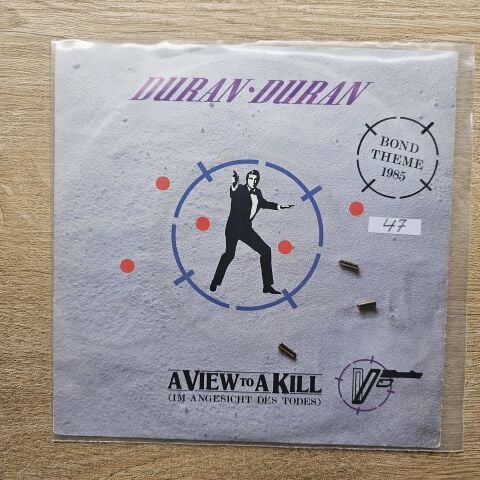 DURAN·DURAN
BOND
THEME
1985
47
A VIEW TO A KILL
(IM ANGESICHT DES TODES)